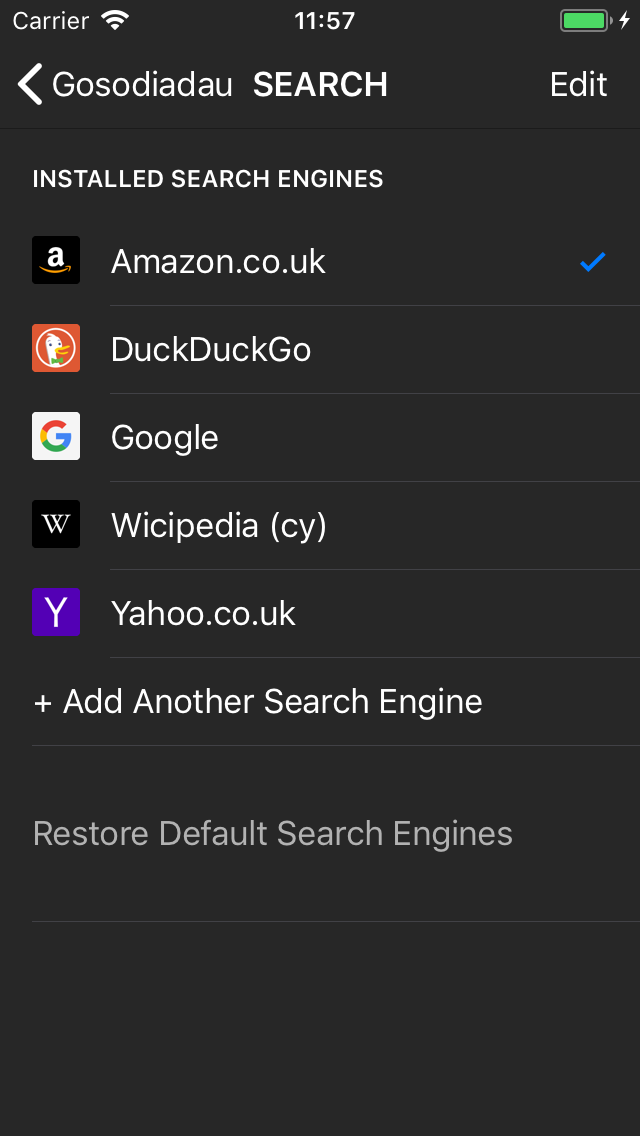 Carrier 11:57
Gosodiadau SEARCH Edit
INSTALLED SEARCH ENGINES
a Amazon.co.uk
DuckDuckGo
G Google
W Wicipedia (cy)
Y Yahoo.co.uk
+ Add Another Search Engine
Restore Default Search Engines